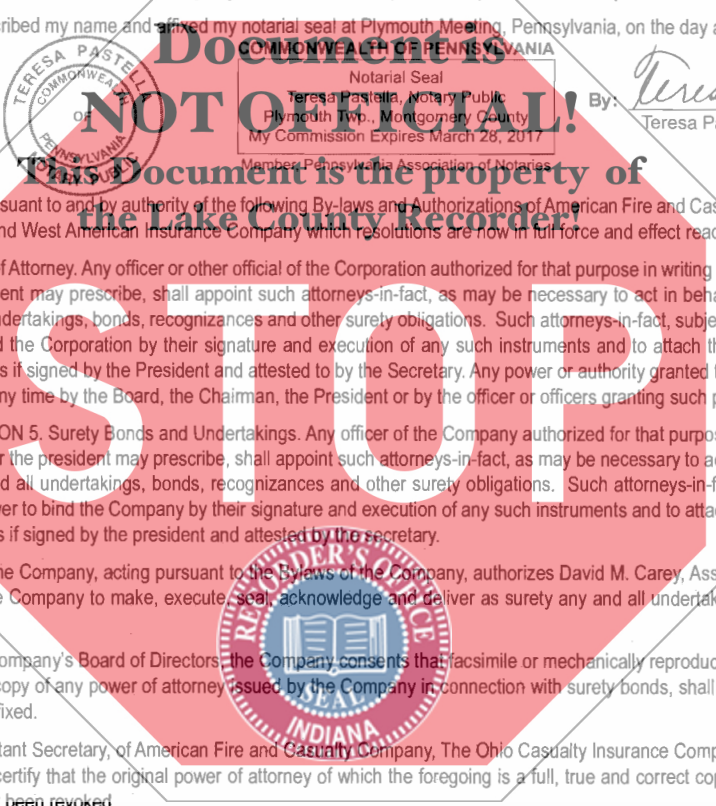 cribed my name and affixed my notarial seal at Plymouth Meeting, Pennsylvania, on the day a
Document is
COMMONWEALTH OF PENNSYLVANIA
Notarial Seal
Teresa Pastella, Notary Public
Plymouth Twp., Montgomery County
My Commission Expires March 28, 2017
Member, Pennsylvania Association of Notaries
TERESA PASTELLA
COMMONWEALTH
OF
PENNSYLVANIA
NOTARY PUBLIC
By:
Teresa
Teresa Pa
NOT OFFICIAL!
This Document is the property of
the Lake County Recorder!
suant to and by authority of the following By-laws and Authorizations of American Fire and Cas
nd West American Insurance Company which resolutions are now in full force and effect read
f Attorney. Any officer or other official of the Corporation authorized for that purpose in writing
ent may prescribe, shall appoint such attorneys-in-fact, as may be necessary to act in beha
ndertakings, bonds, recognizances and other surety obligations. Such attorneys-in-fact, subje
d the Corporation by their signature and execution of any such instruments and to attach th
s if signed by the President and attested to by the Secretary. Any power or authority granted t
ny time by the Board, the Chairman, the President or by the officer or officers granting such p
STOP
ON 5. Surety Bonds and Undertakings. Any officer of the Company authorized for that purpos
r the president may prescribe, shall appoint such attorneys-in-fact, as may be necessary to a
d all undertakings, bonds, recognizances and other surety obligations. Such attorneys-in-f
er to bind the Company by their signature and execution of any such instruments and to atta
s if signed by the president and attested by the secretary.
he Company, acting pursuant to the Bylaws of the Company, authorizes David M. Carey, Ass
e Company to make, execute, seal, acknowledge and deliver as surety any and all undertak
ompany's Board of Directors, the Company consents that facsimile or mechanically reproduc
copy of any power of attorney issued by the Company in connection with surety bonds, shall
fixed.
RECORDER'S OFFICE
SEAL
INDIANA
tant Secretary, of American Fire and Casualty Company, The Ohio Casualty Insurance Comp
certify that the original power of attorney of which the foregoing is a full, true and correct cop
been revoked